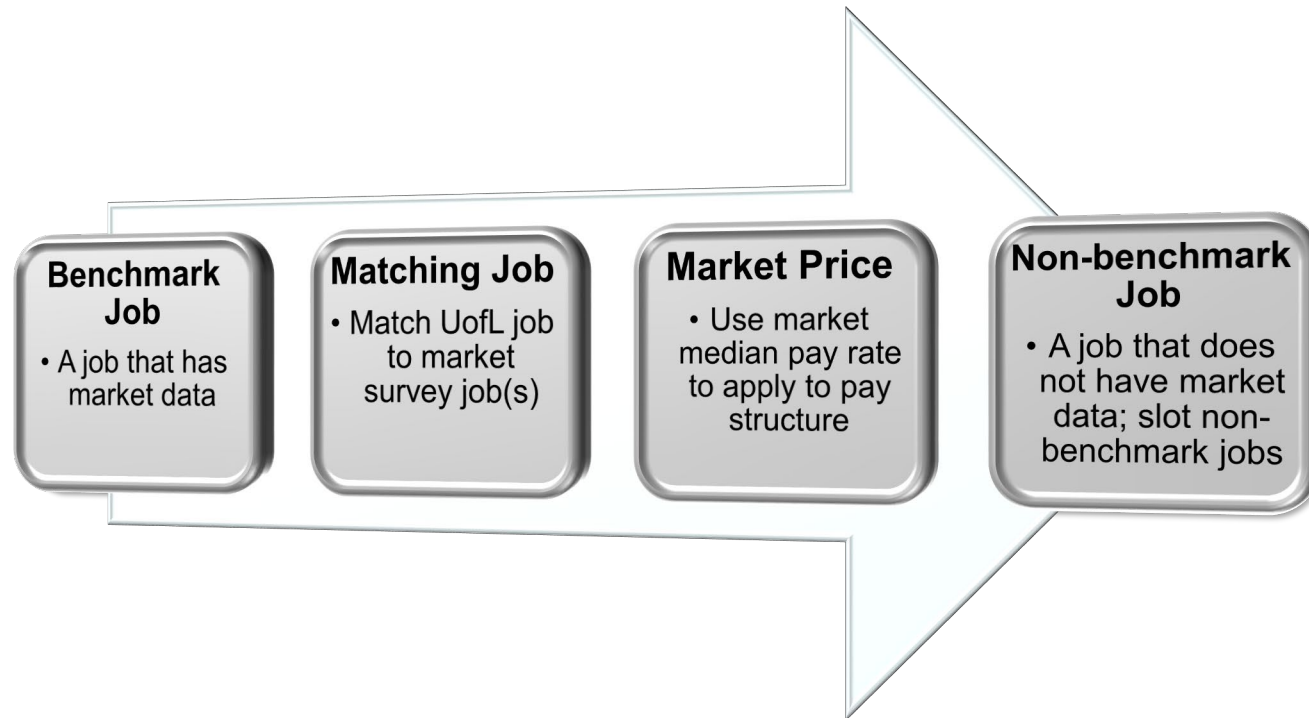 Benchmark
Job
• A job that has
market data
Matching Job
• Match UofL job
to market
survey job(s)
Market Price
• Use market
median pay rate
to apply to pay
structure
Non-benchmark
Job
• A job that does
not have market
data; slot non-
benchmark jobs